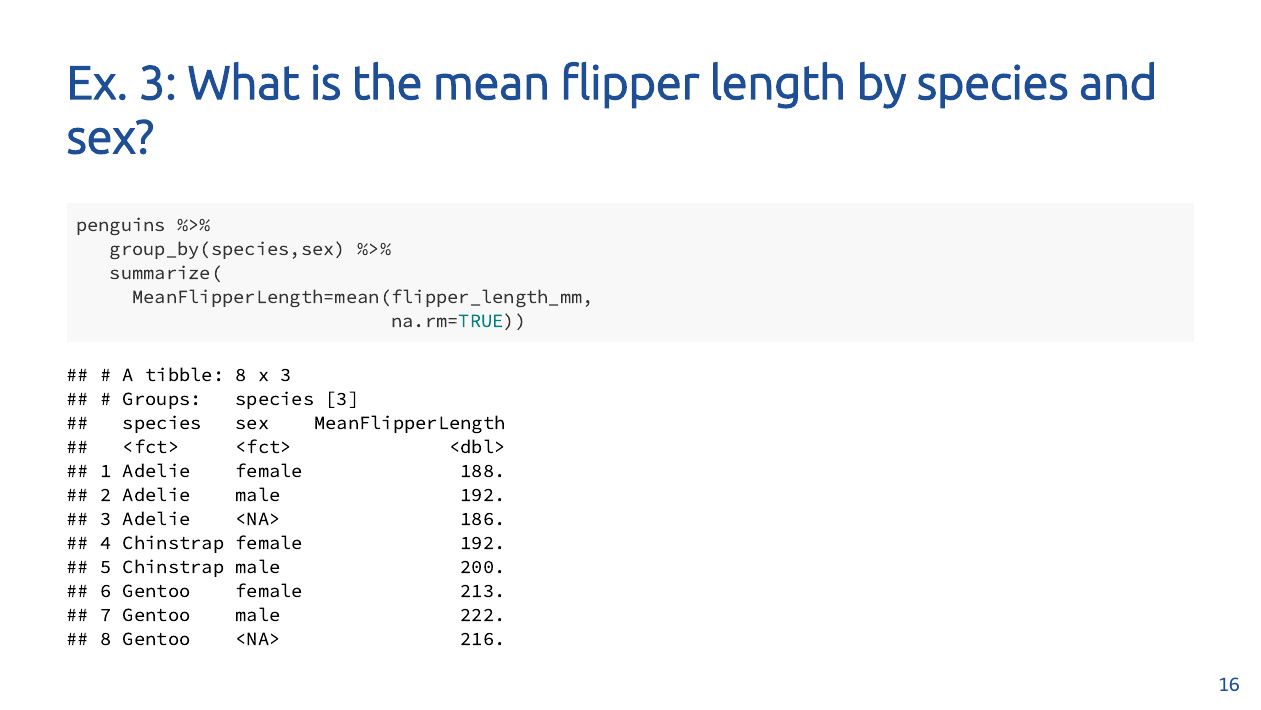 Ex. 3: What is the mean flipper length by species and
sex?
penguins %>%
   group_by(species,sex) %>%
   summarize(
     MeanFlipperLength=mean(flipper_length_mm,
                            na.rm=TRUE))
## # A tibble: 8 x 3
## # Groups:   species [3]
##   species   sex    MeanFlipperLength
##   <fct>     <fct>              <dbl>
## 1 Adelie    female              188.
## 2 Adelie    male                192.
## 3 Adelie    <NA>                186.
## 4 Chinstrap female              192.
## 5 Chinstrap male                200.
## 6 Gentoo    female              213.
## 7 Gentoo    male                222.
## 8 Gentoo    <NA>                216.
16